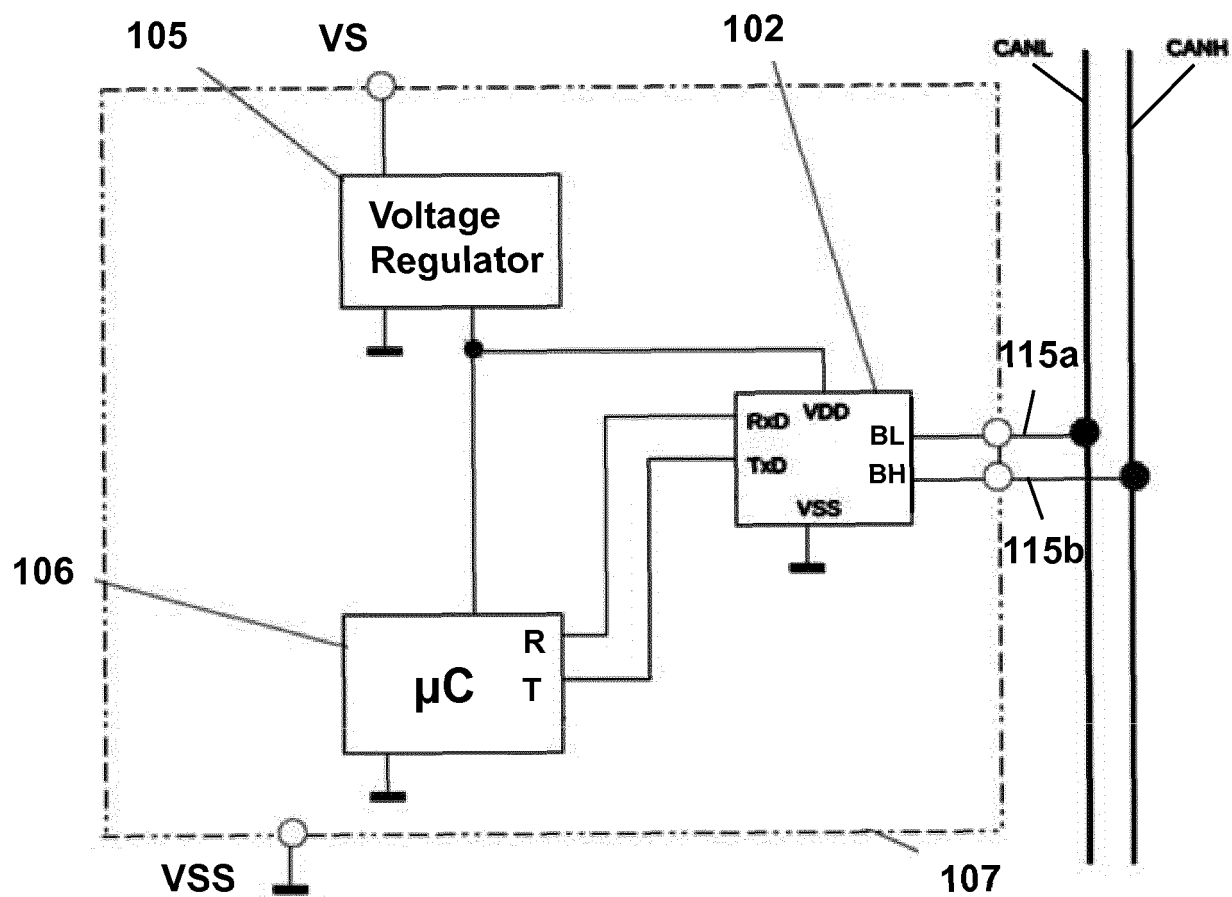 105
VS
102
CANL
CANH
Voltage
Regulator
115a
VDD
RxD
BL
TxD
BH
VSS
115b
106
R
µC
T
VSS
107